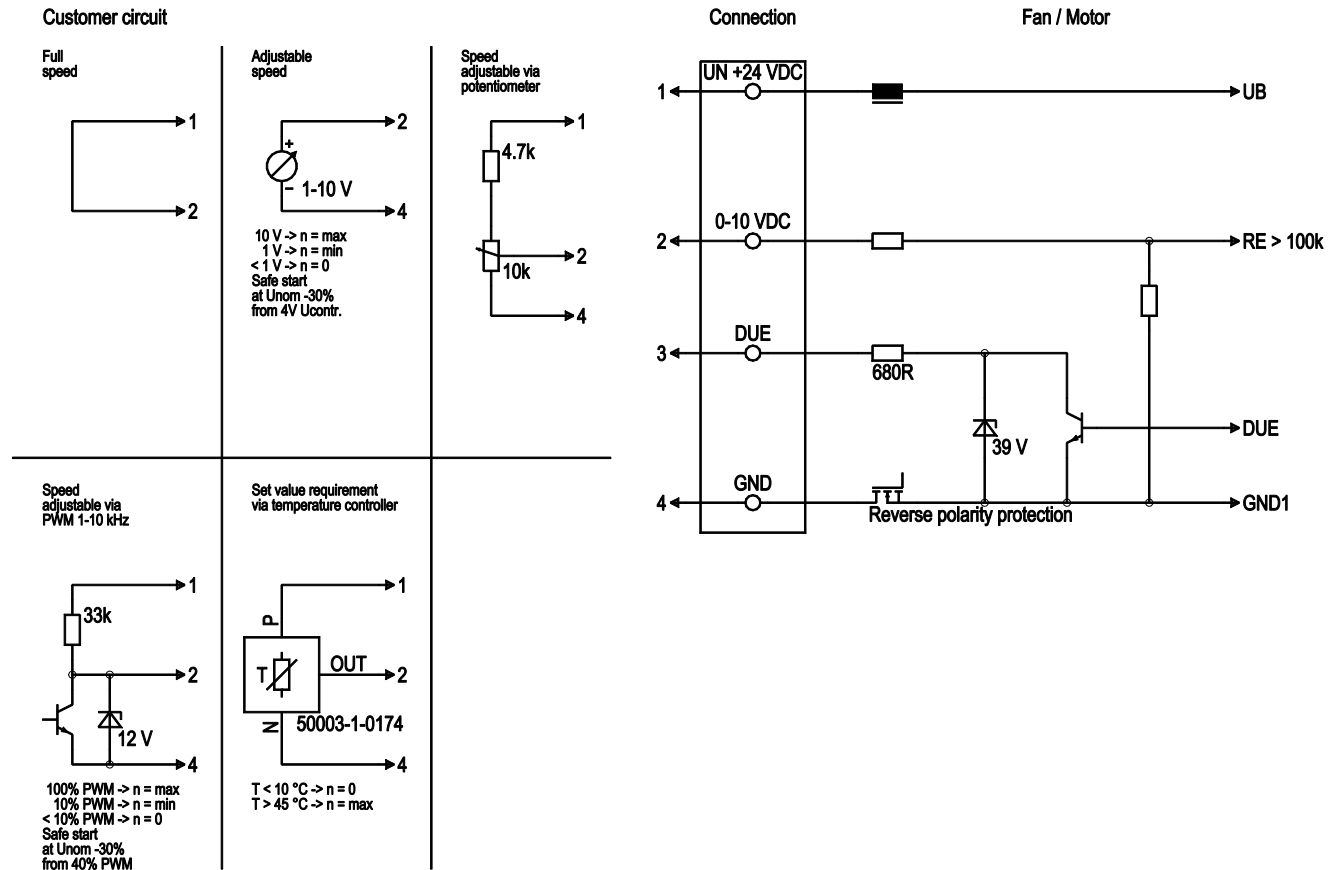 Customer circuit
Full
speed
1
2
Adjustable
speed
2
+
- 1-10 V
4
10 V -> n = max
1 V -> n = min
< 1 V -> n = 0
Safe start
at Unom -30%
from 4V Ucontr.
Speed
adjustable via
potentiometer
1
4.7k
2
10k
4
Speed
adjustable via
PWM 1-10 kHz
1
33k
2
12 V
4
100% PWM -> n = max
10% PWM -> n = min
< 10% PWM -> n = 0
Safe start
at Unom -30%
from 40% PWM
Set value requirement
via temperature controller
1
P
T
OUT
2
N
50003-1-0174
4
T < 10 °C -> n = 0
T > 45 °C -> n = max
Connection
Fan / Motor
UN +24 VDC
1
UB
0-10 VDC
2
RE > 100k
DUE
3
680R
39 V
DUE
GND
4
GND1
Reverse polarity protection